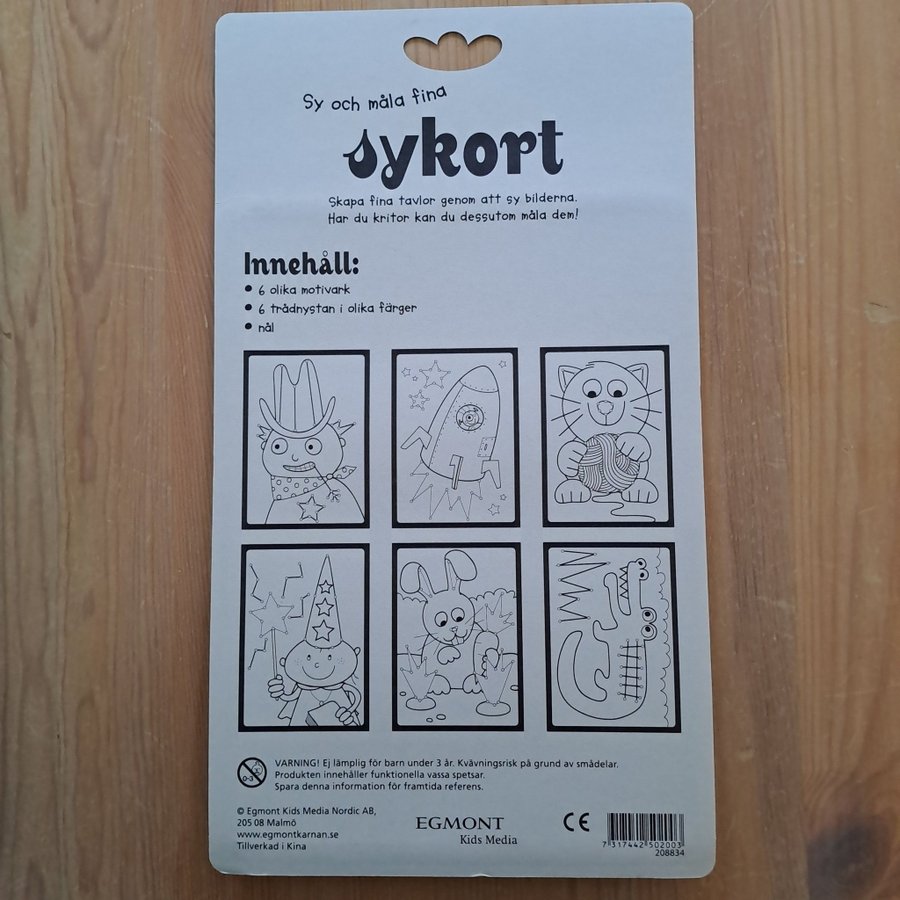 Sy och måla fina
sykort
Skapa fina tavlor genom att sy bilderna.
Har du kritor kan du dessutom måla dem!
Innehåll:
• 6 olika motivark
• 6 trådnystan i olika färger
• nål
0-3
VARNING! Ej lämplig för barn under 3 år. Kvävningsrisk på grund av smådelar.
Produkten innehåller funktionella vassa spetsar.
Spara denna information för framtida referens.
© Egmont Kids Media Nordic AB,
205 08 Malmö
www.egmontkarnan.se
Tillverkad i Kina
EGMONT
Kids Media
CE
7 317442 502003
208834